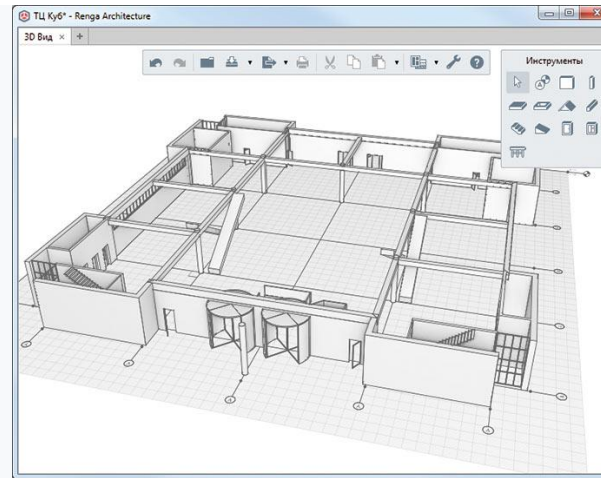 ТЦ Куб* - Renga Architecture
3D Вид × +
Инструменты